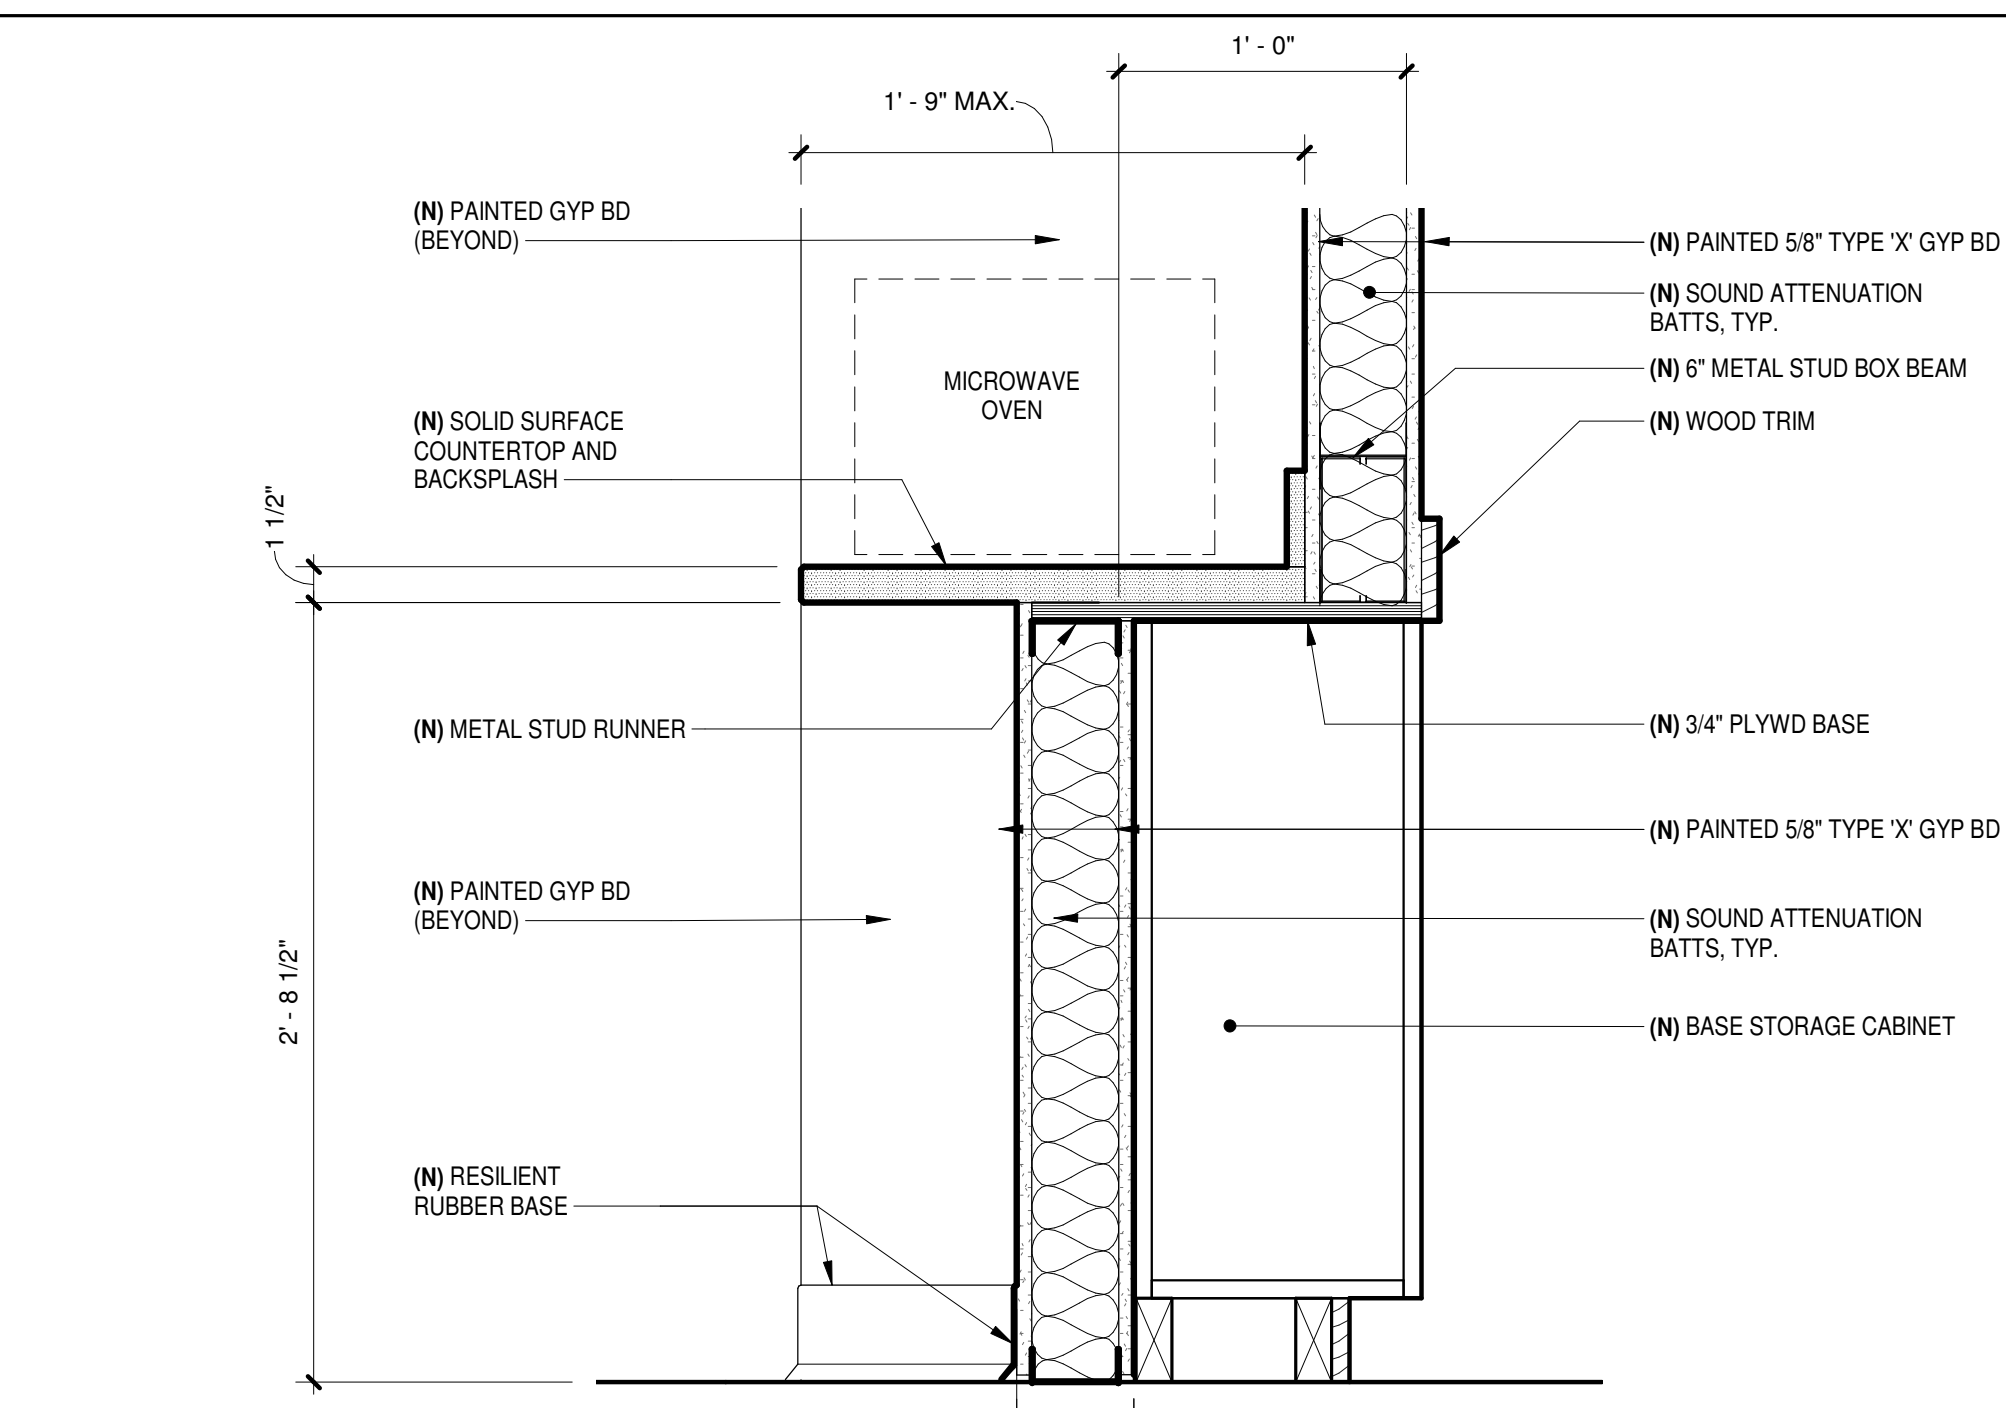 1' - 0"
1' - 9" MAX.
(N) PAINTED GYP BD
(BEYOND)
(N) PAINTED 5/8" TYPE 'X' GYP BD
(N) SOUND ATTENUATION
BATTS, TYP.
(N) 6" METAL STUD BOX BEAM
MICROWAVE
OVEN
(N) SOLID SURFACE
COUNTERTOP AND
BACKSPLASH
(N) WOOD TRIM
1 1/2"
(N) METAL STUD RUNNER
(N) 3/4" PLYWD BASE
(N) PAINTED 5/8" TYPE 'X' GYP BD
(N) PAINTED GYP BD
(BEYOND)
(N) SOUND ATTENUATION
BATTS, TYP.
2' - 8 1/2"
(N) BASE STORAGE CABINET
(N) RESILIENT
RUBBER BASE